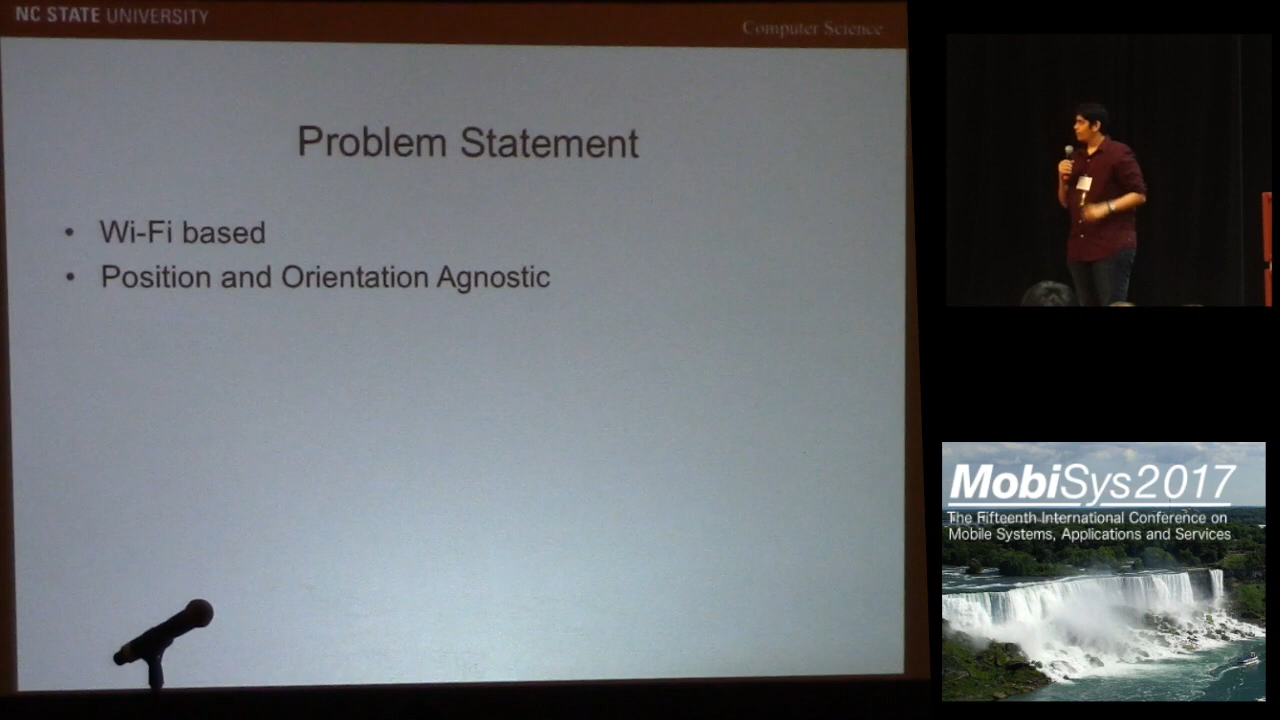 NC STATE UNIVERSITY
Computer Science
Problem Statement
• Wi-Fi based
• Position and Orientation Agnostic
MobiSys2017
The Fifteenth International Conference on
Mobile Systems, Applications and Services